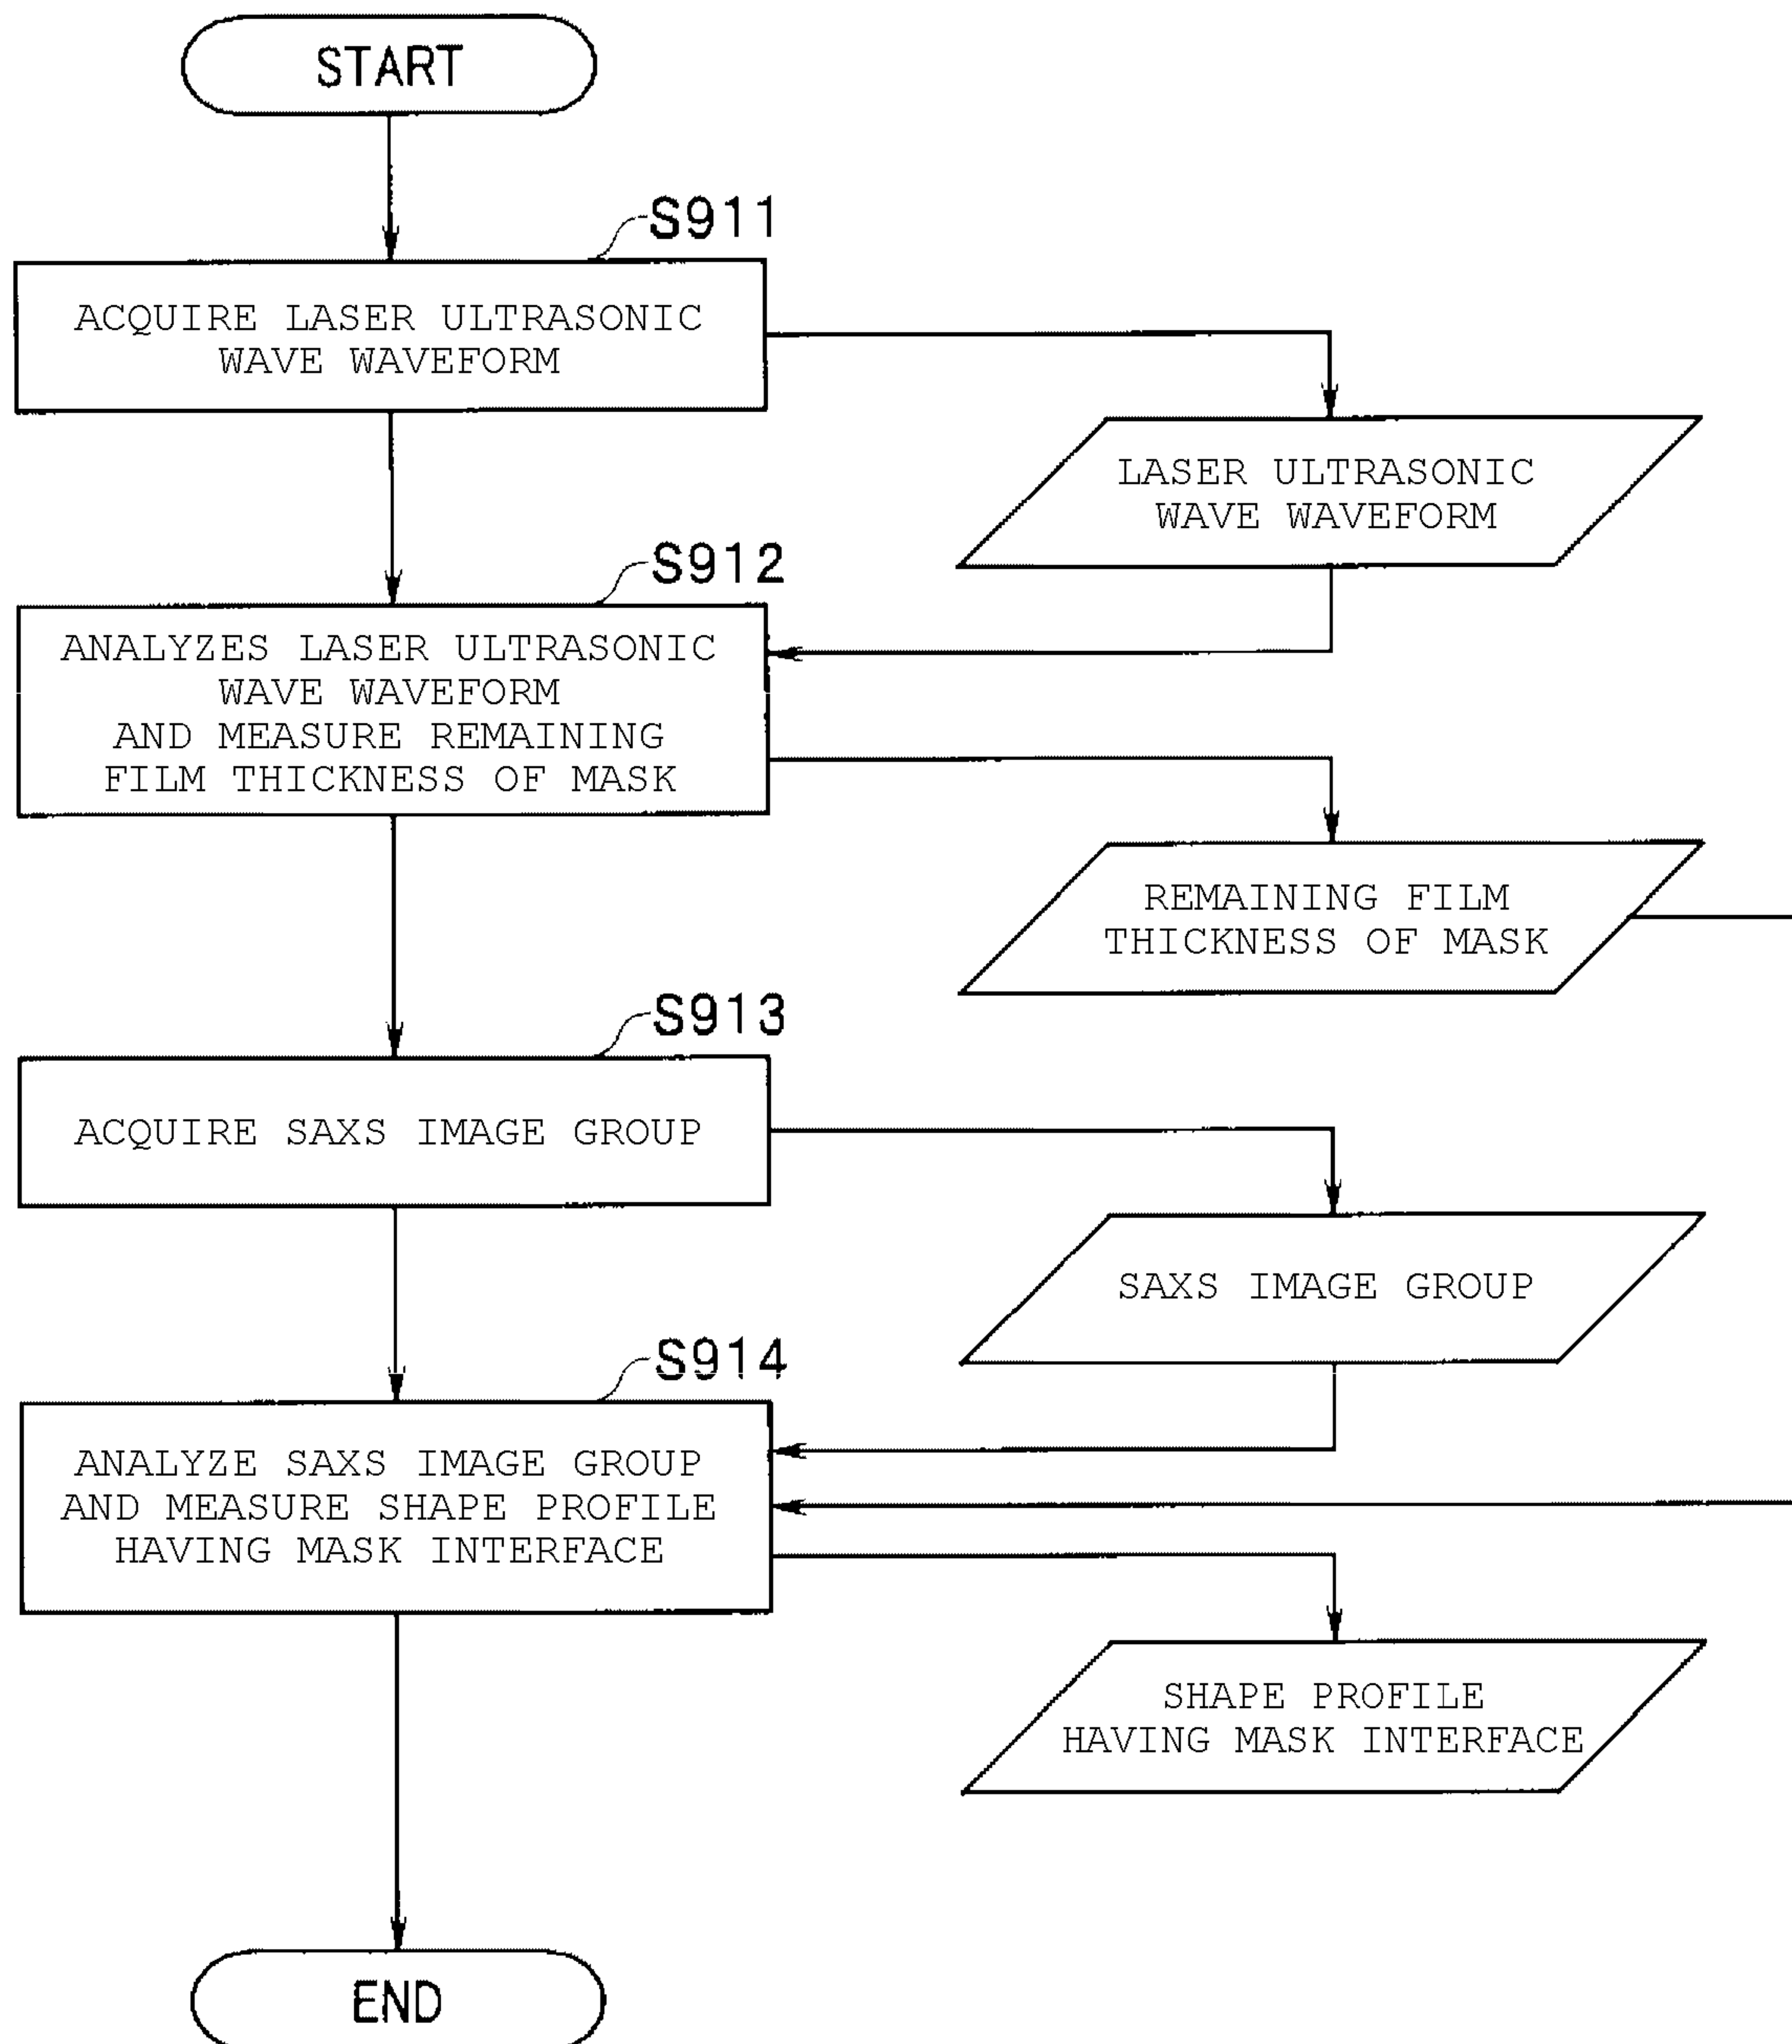 START
S911
ACQUIRE LASER ULTRASONIC
WAVE WAVEFORM
LASER ULTRASONIC
WAVE WAVEFORM
S912
ANALYZES LASER ULTRASONIC
WAVE WAVEFORM
AND MEASURE REMAINING
FILM THICKNESS OF MASK
REMAINING FILM
THICKNESS OF MASK
S913
ACQUIRE SAXS IMAGE GROUP
SAXS IMAGE GROUP
S914
ANALYZE SAXS IMAGE GROUP
AND MEASURE SHAPE PROFILE
HAVING MASK INTERFACE
SHAPE PROFILE
HAVING MASK INTERFACE
END